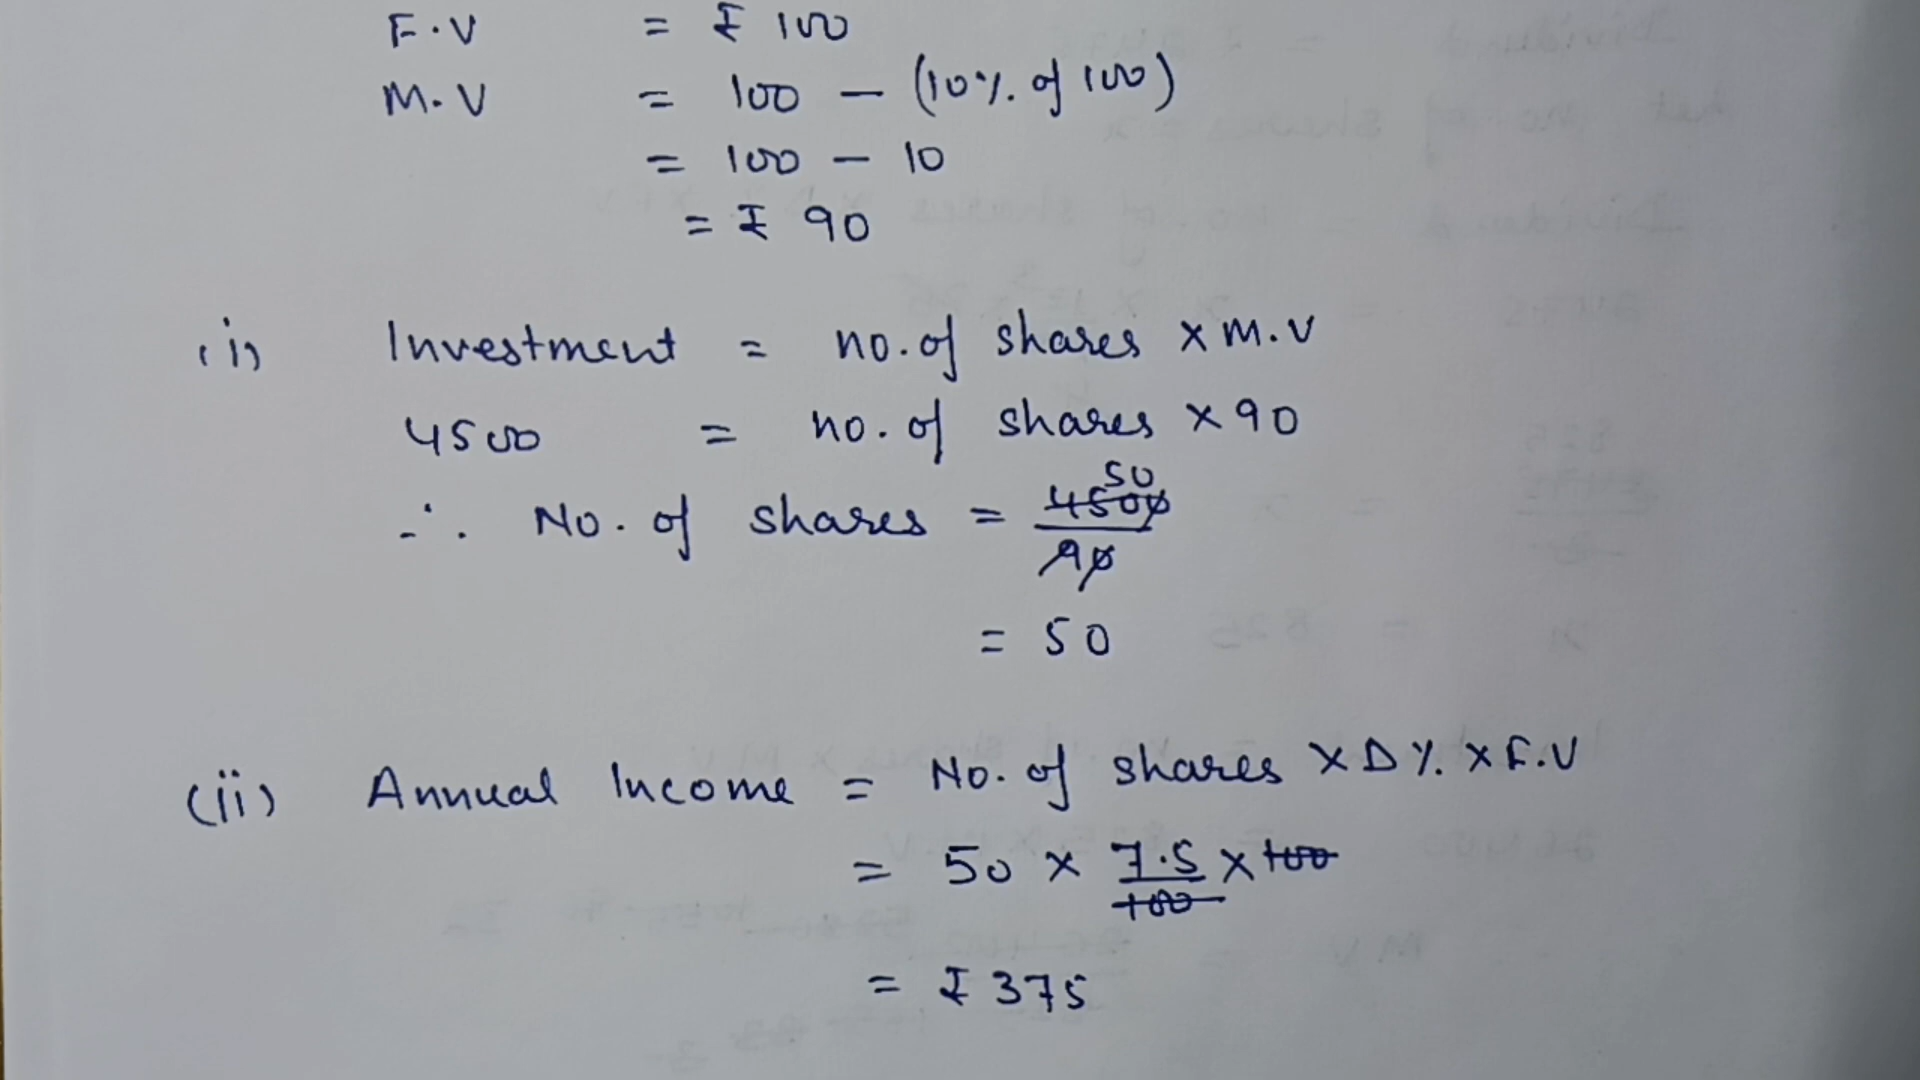 F.V = ₹ 100
M.V = 100 - (10% of 100)
= 100 - 10
= ₹ 90
(i) Investment = no. of shares x M.V
4500 = no. of shares x 90
∴ No. of shares = 4500/90 50
= 50
(ii) Annual Income = No. of shares x D% x F.V
= 50 x 7.5/100 x 100
= ₹ 375